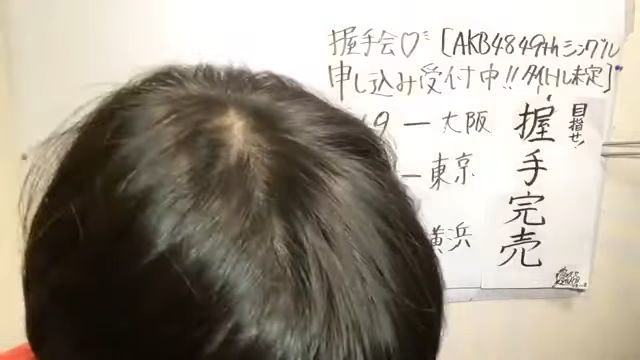 握手会♡ [AKB48 49thシングル
申し込み受付中!! タイトル未定]
9 ー 大阪
ー 東京
横浜
目指せ!
握手完売